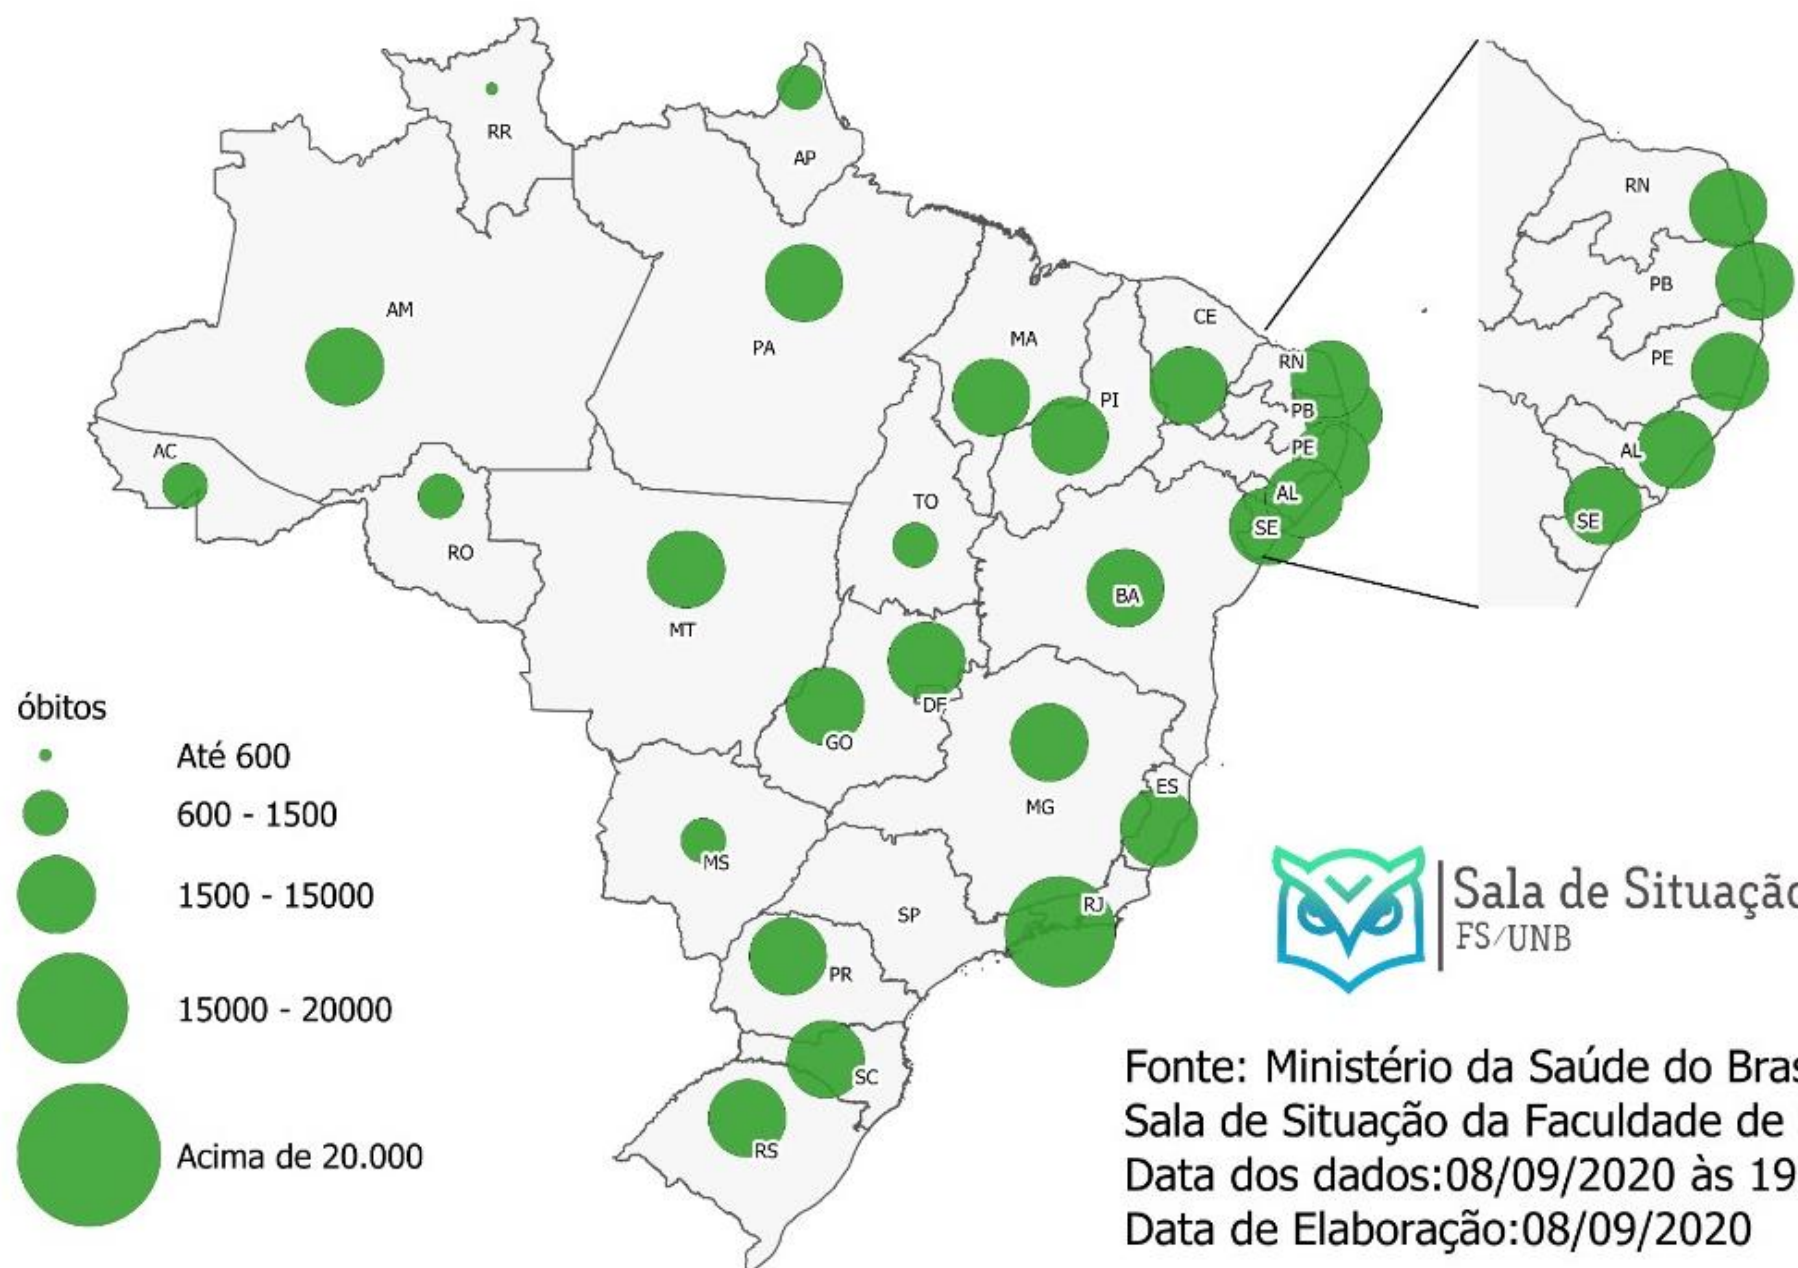 RR
AP
AM
PA
MA
CE
RN
PB
PE
AL
SE
PI
AC
RO
TO
MT
BA
DF
GO
MG
ES
MS
SP
RJ
PR
SC
RS
RN
PB
PE
AL
SE
óbitos
Até 600
600 - 1500
1500 - 15000
15000 - 20000
Acima de 20.000
Sala de Situação
FS/UNB
Fonte: Ministério da Saúde do Bras
Sala de Situação da Faculdade de
Data dos dados:08/09/2020 às 19
Data de Elaboração:08/09/2020